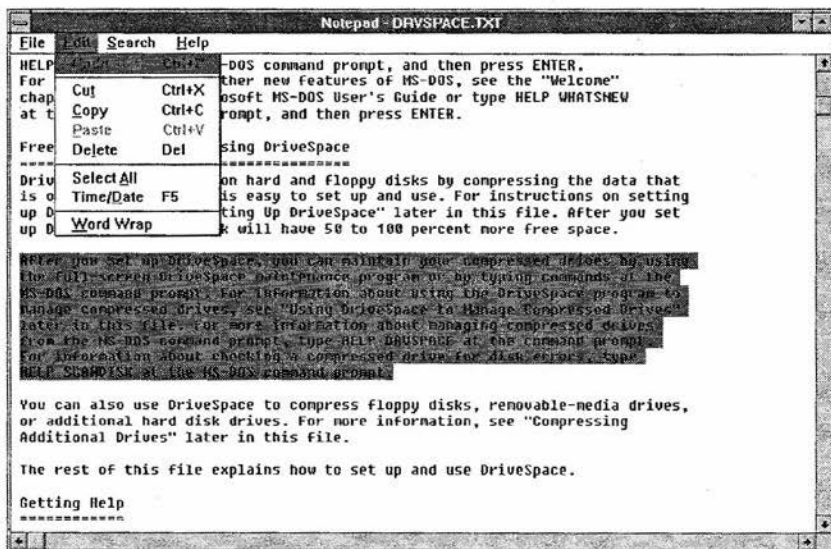 Notepad - DRVSPACE.TXT
File Edit Search Help
HELP -DOS command prompt, and then press ENTER.
For ther new features of MS-DOS, see the "Welcome"
chap osoft MS-DOS User's Guide or type HELP WHATSNEW
at t rompt, and then press ENTER.
Undo Ctrl+Z
Cut Ctrl+X
Copy Ctrl+C
Paste Ctrl+V
Delete Del
Select All
Time/Date F5
Word Wrap
Free sing DriveSpace
Driv on hard and floppy disks by compressing the data that
is o is easy to set up and use. For instructions on setting
up D ting Up DriveSpace" later in this file. After you set
up D k will have 50 to 100 percent more free space.
After you set up DriveSpace, you can maintain your compressed drives by using
the full-screen DriveSpace maintenance program or by typing commands at the
MS-DOS command prompt. For information about using the DriveSpace program to
manage compressed drives, see "Using DriveSpace to Manage Compressed Drives"
later in this file. For more information about managing compressed drives
from the MS-DOS command prompt, type HELP DRVSPACE at the command prompt.
For information about checking a compressed drive for disk errors, type
HELP SCANDISK at the MS-DOS command prompt.
You can also use DriveSpace to compress floppy disks, removable-media drives,
or additional hard disk drives. For more information, see "Compressing
Additional Drives" later in this file.
The rest of this file explains how to set up and use DriveSpace.
Getting Help
============